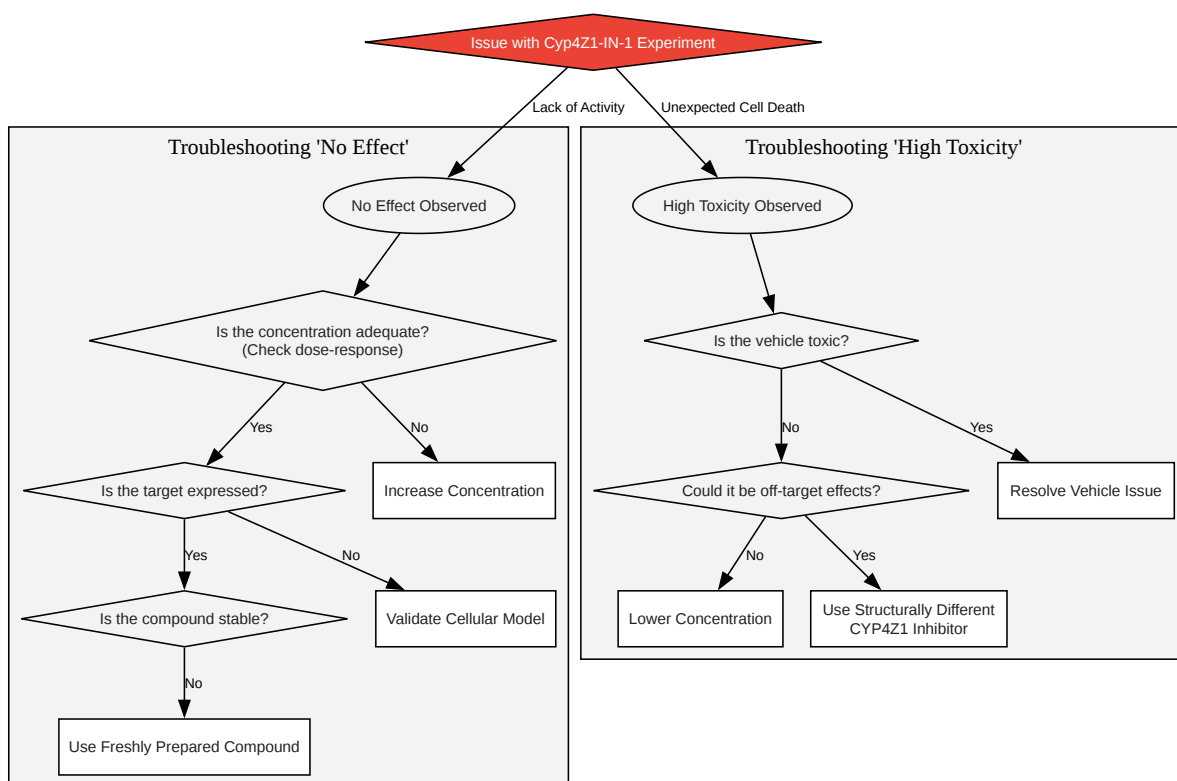 Issue with Cyp4Z1-IN-1 Experiment
Lack of Activity
Unexpected Cell Death
Troubleshooting 'No Effect'
No Effect Observed
Is the concentration adequate?
(Check dose-response)
Yes
No
Is the target expressed?
Increase Concentration
Yes
No
Is the compound stable?
Validate Cellular Model
No
Use Freshly Prepared Compound
Troubleshooting 'High Toxicity'
High Toxicity Observed
Is the vehicle toxic?
No
Yes
Could it be off-target effects?
Resolve Vehicle Issue
No
Yes
Lower Concentration
Use Structurally Different
CYP4Z1 Inhibitor